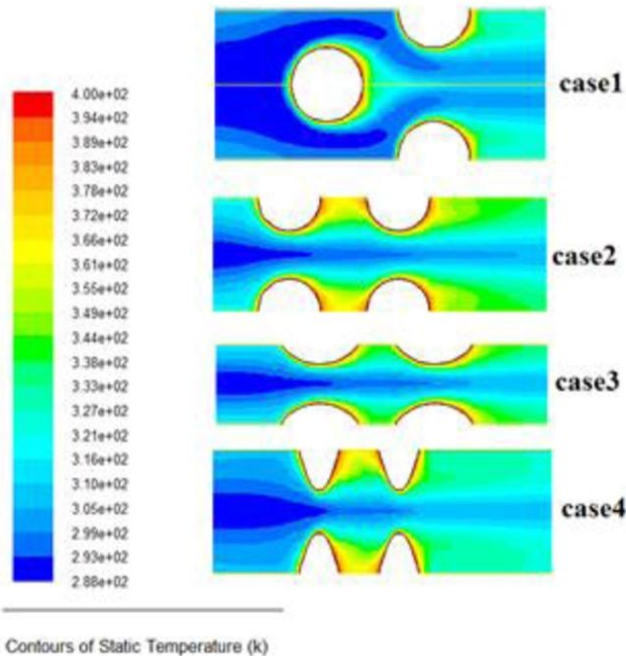 case1
4.00e+02
3.94e+02
3.89e+02
3.83e+02
3.78e+02
3.72e+02
3.66e+02
3.61e+02
3.55e+02
3.49e+02
3.44e+02
3.38e+02
3.33e+02
3.27e+02
3.21e+02
3.16e+02
3.10e+02
3.05e+02
2.99e+02
2.93e+02
2.88e+02
case2
case3
case4
Contours of Static Temperature (k)